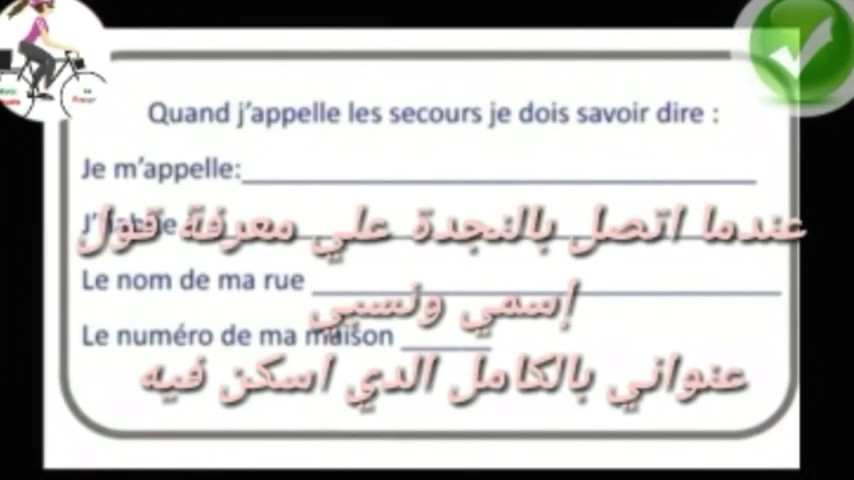 Quand j'appelle les secours je dois savoir dire :
Je m'appelle:
عندما اتصل بالنجدة علي معرفة قول
Le nom de ma rue
إسمي ونسبي
Le numéro de ma maison
عنواني بالكامل الدي اسكن فيه